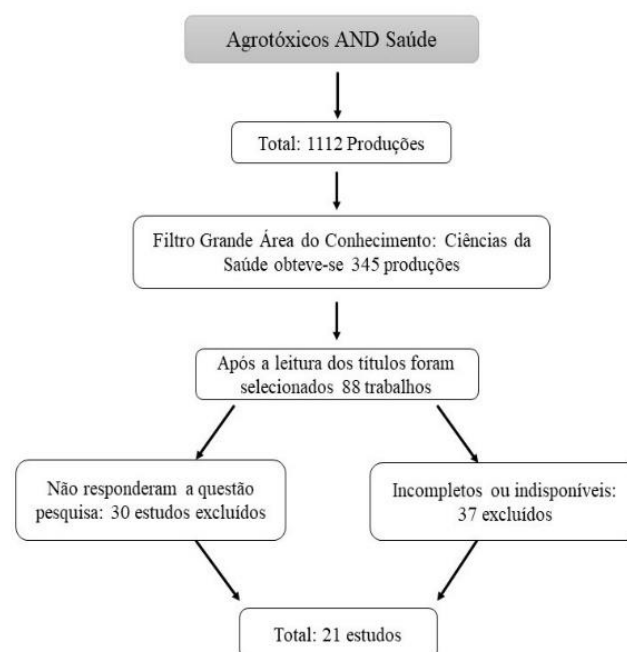 Agrotóxicos AND Saúde
Total: 1112 Produções
Filtro Grande Área do Conhecimento: Ciências da
Saúde obteve-se 345 produções
Após a leitura dos títulos foram
selecionados 88 trabalhos
Não responderam a questão
pesquisa: 30 estudos excluídos
Incompletos ou indisponíveis:
37 excluídos
Total: 21 estudos